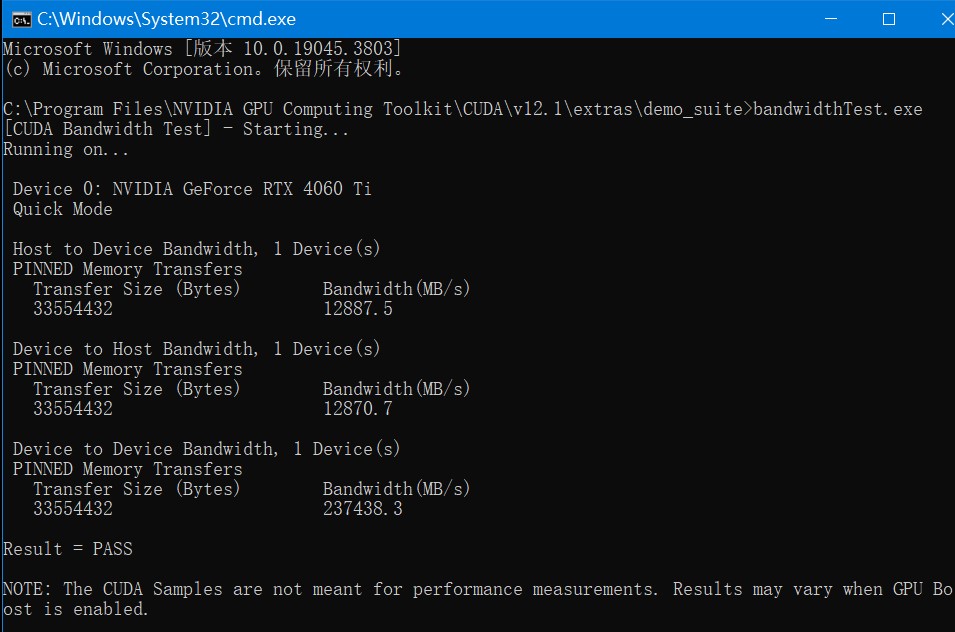 C:\Windows\System32\cmd.exe
Microsoft Windows [版本 10.0.19045.3803]
(c) Microsoft Corporation。保留所有权利。
C:\Program Files\NVIDIA GPU Computing Toolkit\CUDA\v12.1\extras\demo_suite>bandwidthTest.exe
[CUDA Bandwidth Test] - Starting...
Running on...
Device 0: NVIDIA GeForce RTX 4060 Ti
Quick Mode
Host to Device Bandwidth, 1 Device(s)
PINNED Memory Transfers
Transfer Size (Bytes) Bandwidth(MB/s)
33554432 12887.5
Device to Host Bandwidth, 1 Device(s)
PINNED Memory Transfers
Transfer Size (Bytes) Bandwidth(MB/s)
33554432 12870.7
Device to Device Bandwidth, 1 Device(s)
PINNED Memory Transfers
Transfer Size (Bytes) Bandwidth(MB/s)
33554432 237438.3
Result = PASS
NOTE: The CUDA Samples are not meant for performance measurements. Results may vary when GPU Bo
ost is enabled.